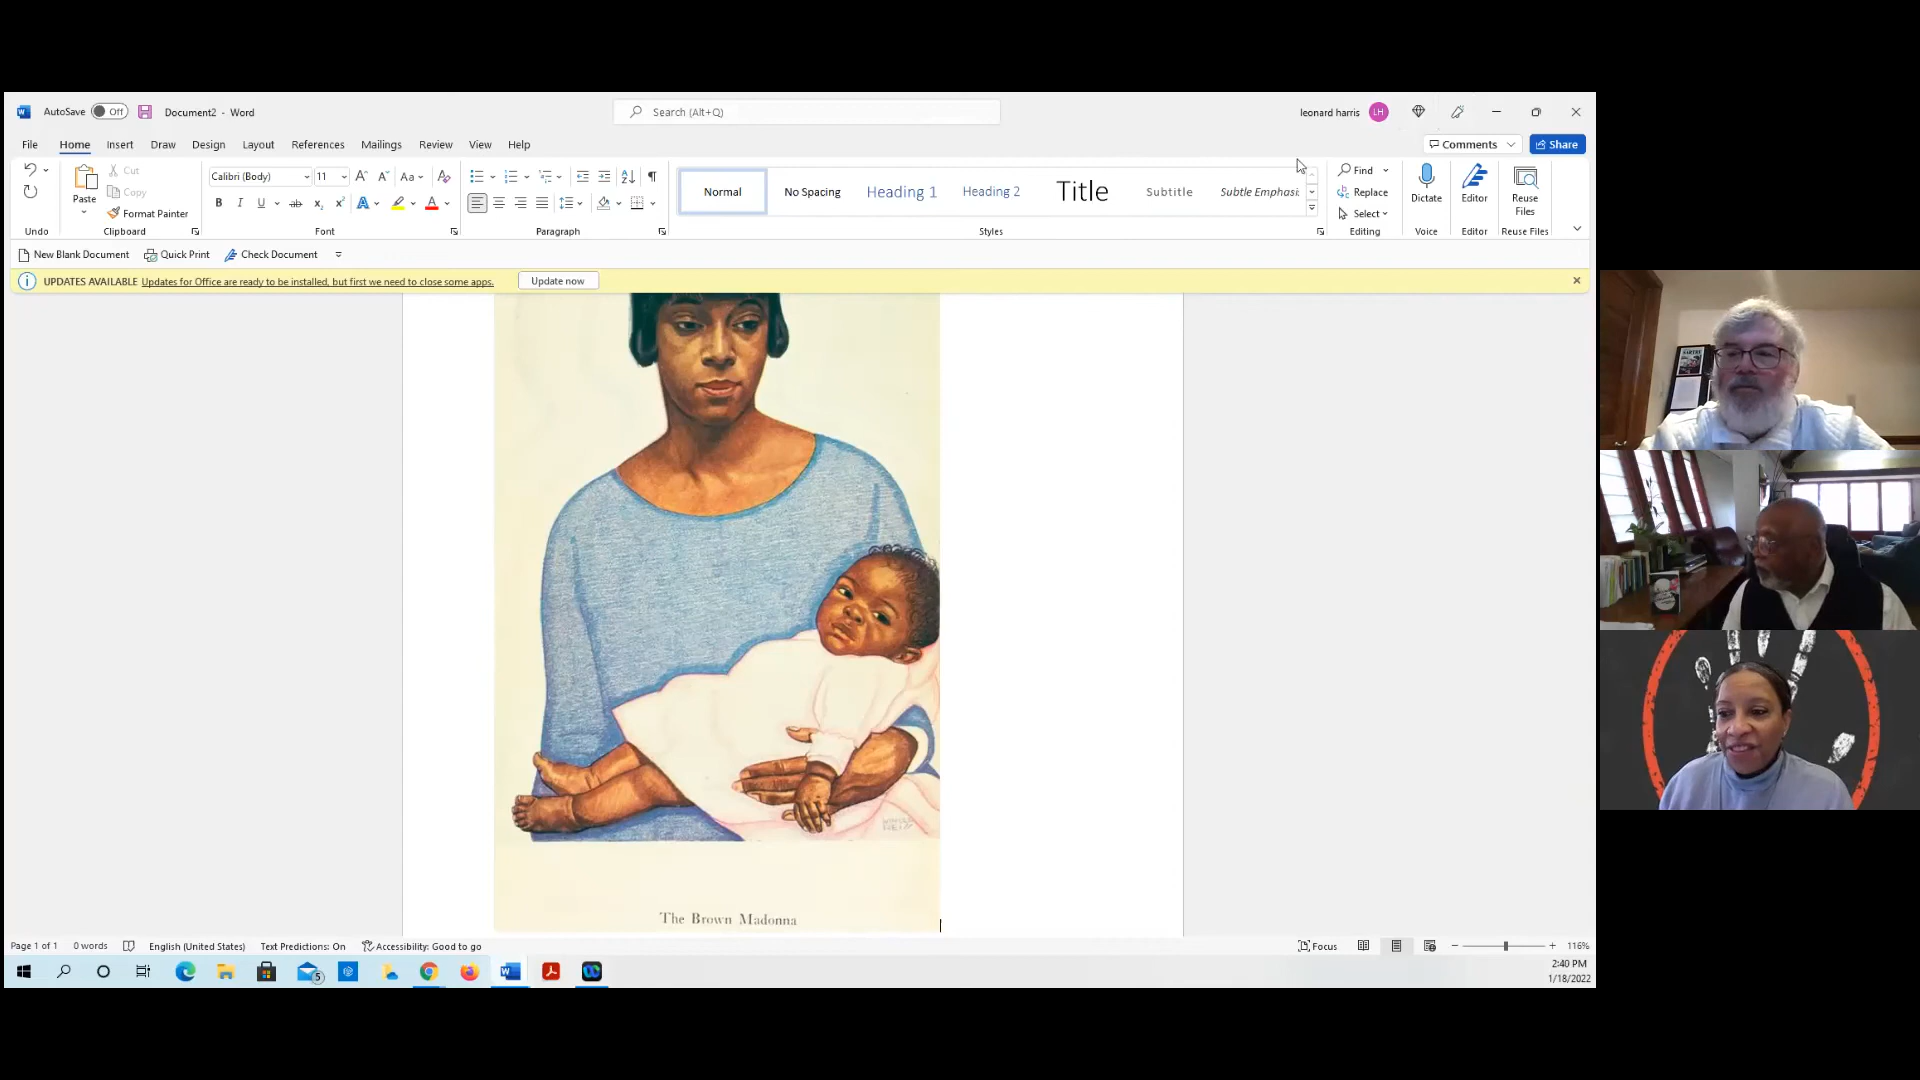 AutoSave Off Document2 - Word Search (Alt+Q) leonard harris LH
File Home Insert Draw Design Layout References Mailings Review View Help Comments Share
Paste Cut Copy Format Painter
Calibri (Body) 11
Normal No Spacing Heading 1 Heading 2 Title Subtitle Subtle Emphasis
Find Replace Select
Dictate Editor Reuse Files
Undo Clipboard Font Paragraph Styles Editing Voice Editor Reuse Files
New Blank Document Quick Print Check Document
UPDATES AVAILABLE Updates for Office are ready to be installed, but first we need to close some apps. Update now
The Brown Madonna
Page 1 of 1 0 words English (United States) Text Predictions: On Accessibility: Good to go Focus 116%
5
2:40 PM
1/18/2022
SARTRE